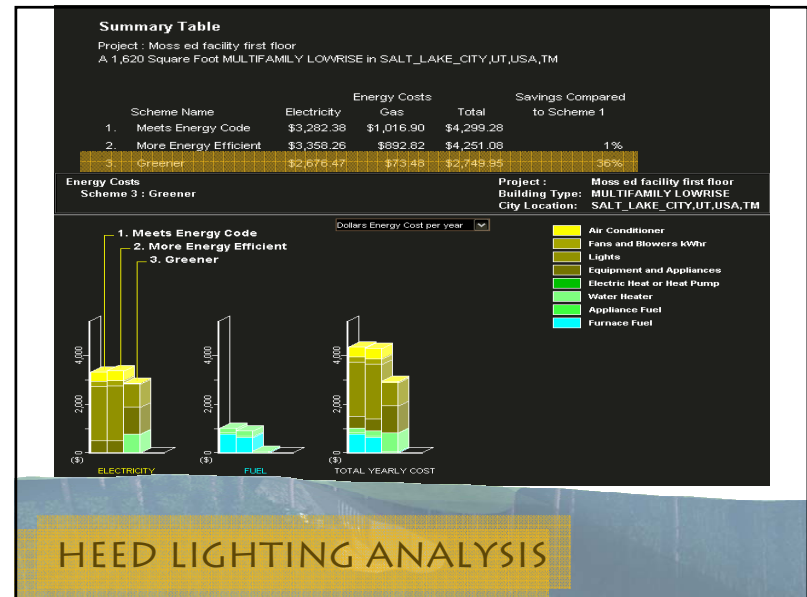 Summary Table
Project : Moss ed facility first floor
A 1,620 Square Foot MULTIFAMILY LOWRISE in SALT_LAKE_CITY,UT,USA,TM
Energy Costs Savings Compared
Scheme Name Electricity Gas Total to Scheme 1
1. Meets Energy Code $3,282.38 $1,016.90 $4,299.28
2. More Energy Efficient $3,358.26 $892.82 $4,251.08 1%
3. Greener $2,676.47 $73.48 $2,749.95 36%
Energy Costs Project : Moss ed facility first floor
Scheme 3 : Greener Building Type: MULTIFAMILY LOWRISE
City Location: SALT_LAKE_CITY,UT,USA,TM
Dollars Energy Cost per year
1. Meets Energy Code
2. More Energy Efficient
3. Greener
Air Conditioner
Fans and Blowers kWhr
Lights
Equipment and Appliances
Electric Heat or Heat Pump
Water Heater
Appliance Fuel
Furnace Fuel
4,000 4,000 4,000
2,000 2,000 2,000
0 0 0
($) ($) ($)
ELECTRICITY FUEL TOTAL YEARLY COST
HEED LIGHTING ANALYSIS